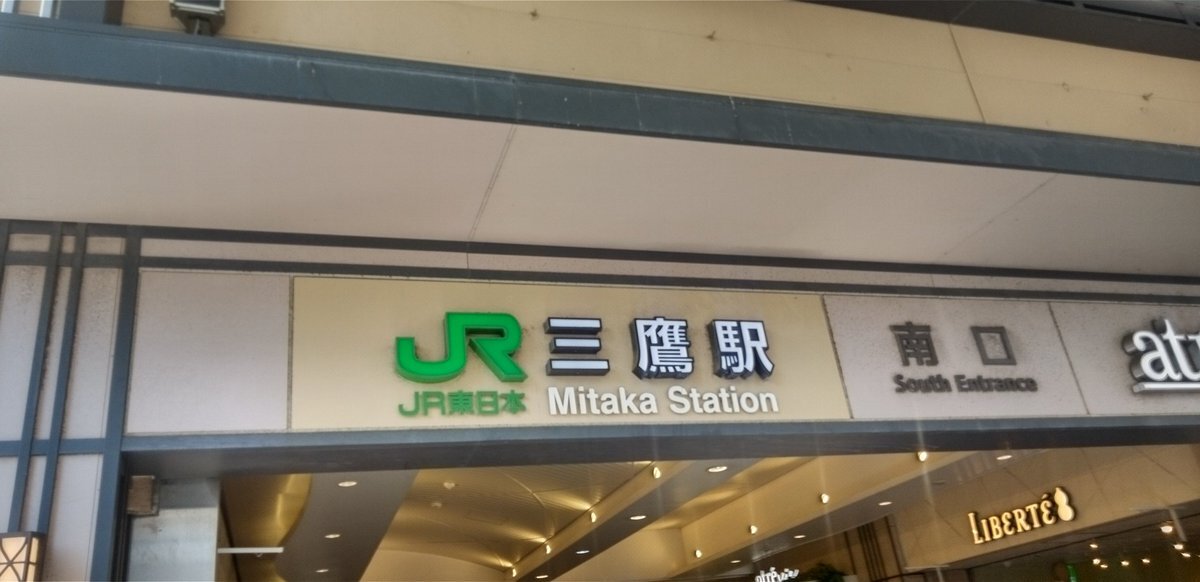 JR 三鷹駅
JR東日本 Mitaka Station
南口
South Entrance
LIBERTÉ